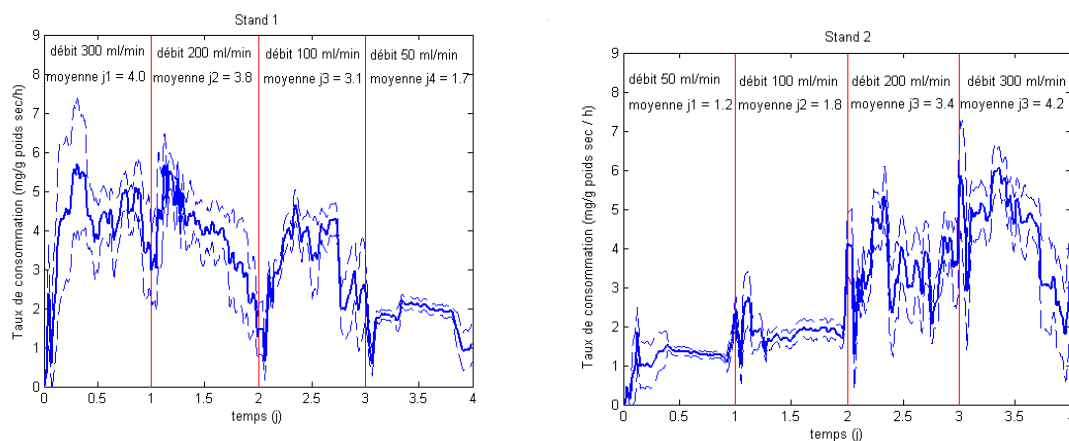 Stand 1
débit 300 ml/min débit 200 ml/min débit 100 ml/min débit 50 ml/min
moyenne j1 = 4.0 moyenne j2 = 3.8 moyenne j3 = 3.1 moyenne j4 = 1.7
Taux de consommation (mg/g poids sec/h)
9
8
7
6
5
4
3
2
1
0
0 0.5 1 1.5 2 2.5 3 3.5 4
temps (j)
Stand 2
débit 50 ml/min débit 100 ml/min débit 200 ml/min débit 300 ml/min
moyenne j1 = 1.2 moyenne j2 = 1.8 moyenne j3 = 3.4 moyenne j3 = 4.2
Taux de consommation (mg/g poids sec / h)
9
8
7
6
5
4
3
2
1
0
0 0.5 1 1.5 2 2.5 3 3.5 4
temps (j)